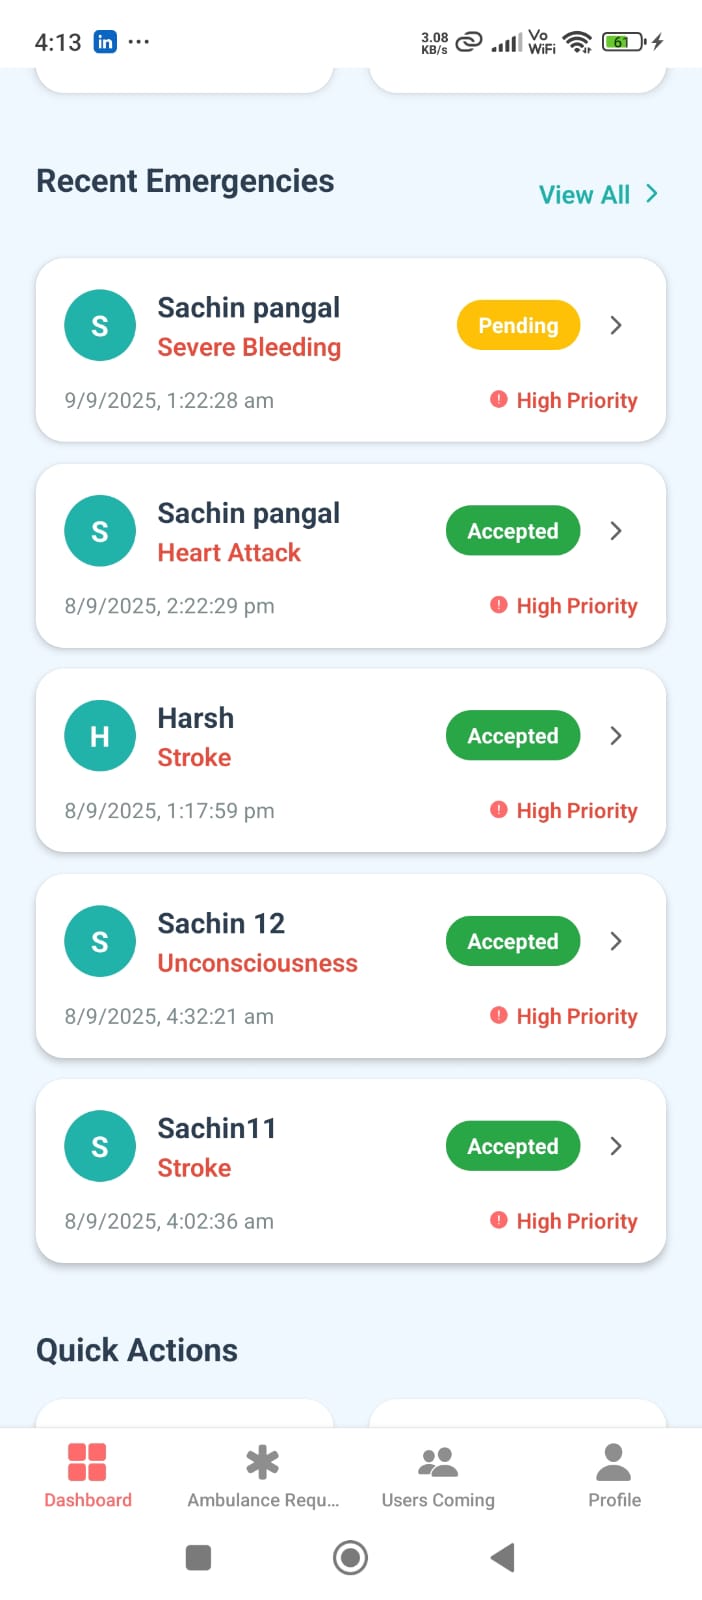 4:13 in ...
3.08 KB/s Vo WiFi 61
Recent Emergencies
View All
S Sachin pangal Pending
Severe Bleeding
9/9/2025, 1:22:28 am High Priority
S Sachin pangal Accepted
Heart Attack
8/9/2025, 2:22:29 pm High Priority
H Harsh Accepted
Stroke
8/9/2025, 1:17:59 pm High Priority
S Sachin 12 Accepted
Unconsciousness
8/9/2025, 4:32:21 am High Priority
S Sachin11 Accepted
Stroke
8/9/2025, 4:02:36 am High Priority
Quick Actions
Dashboard Ambulance Requ... Users Coming Profile